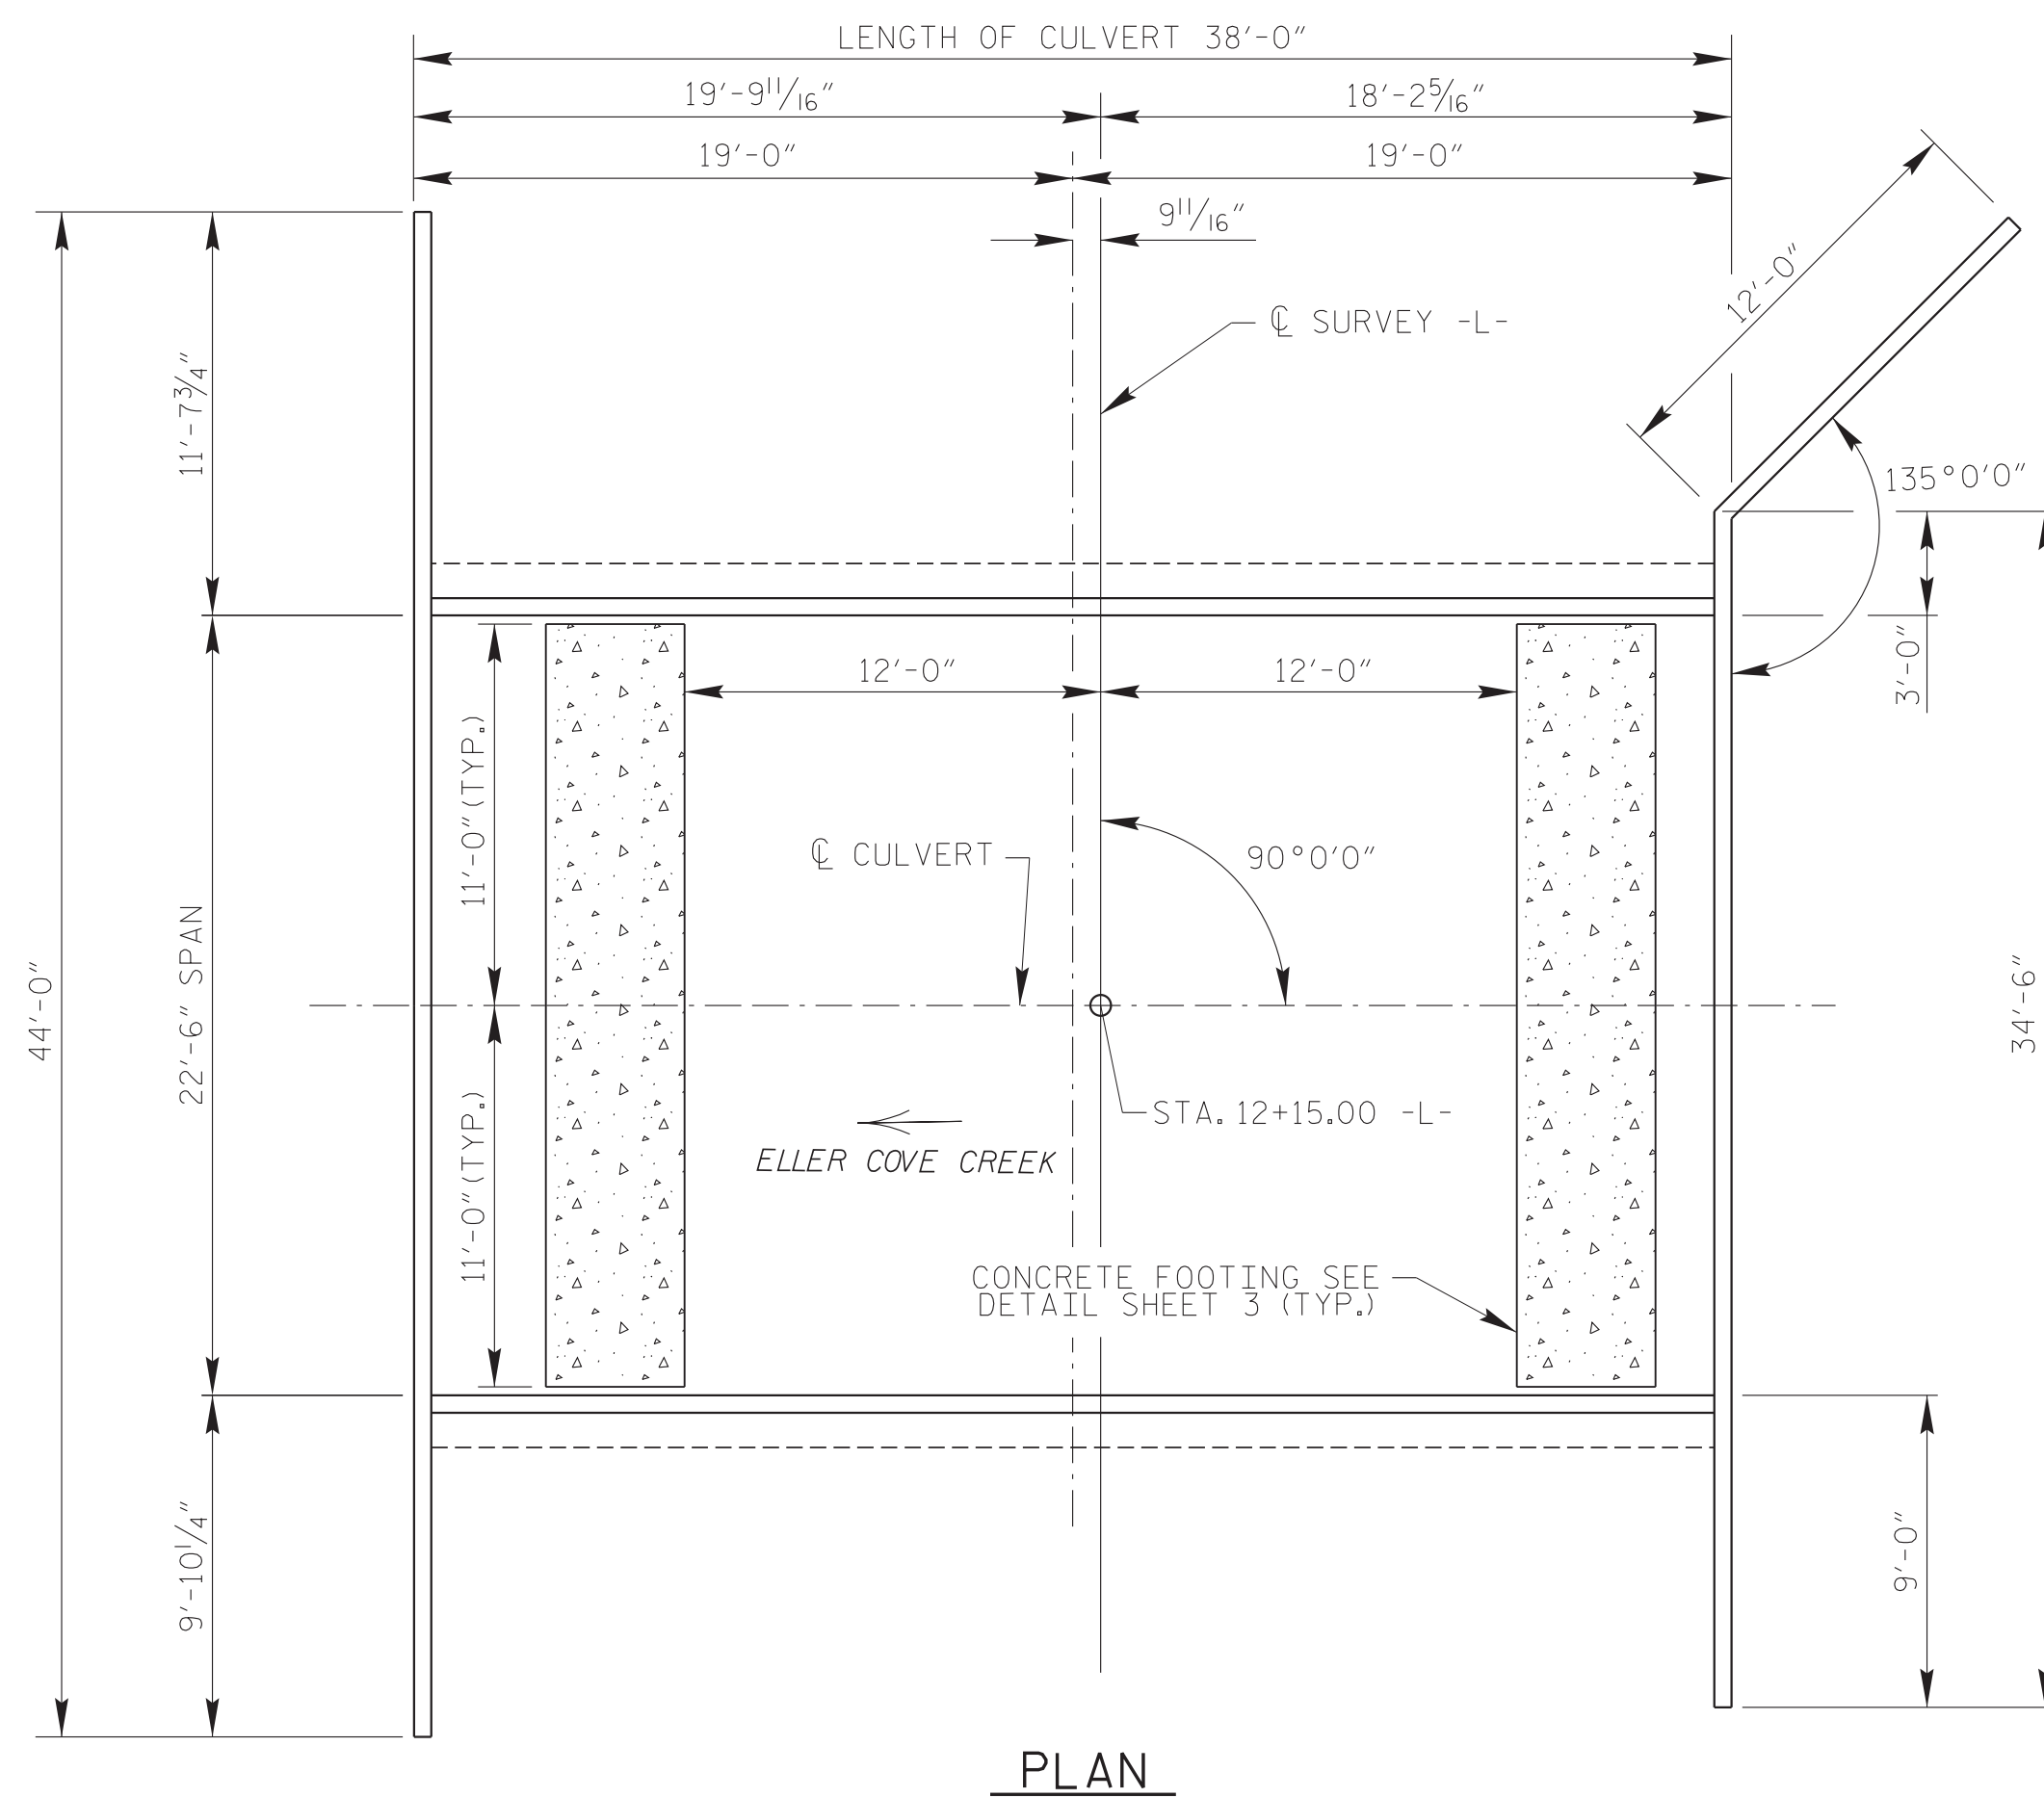 LENGTH OF CULVERT 38'-0"
19'-9 11/16"
18'-2 5/16"
19'-0"
19'-0"
9 11/16"
℄ SURVEY -L-
12'-0"
11'-7 3/4"
135°0'0"
3'-0"
12'-0"
12'-0"
11'-0"(TYP.)
℄ CULVERT
90°0'0"
22'-6" SPAN
44'-0"
34'-6"
STA. 12+15.00 -L-
ELLER COVE CREEK
11'-0"(TYP.)
CONCRETE FOOTING SEE
DETAIL SHEET 3 (TYP.)
9'-10 1/4"
9'-0"
PLAN